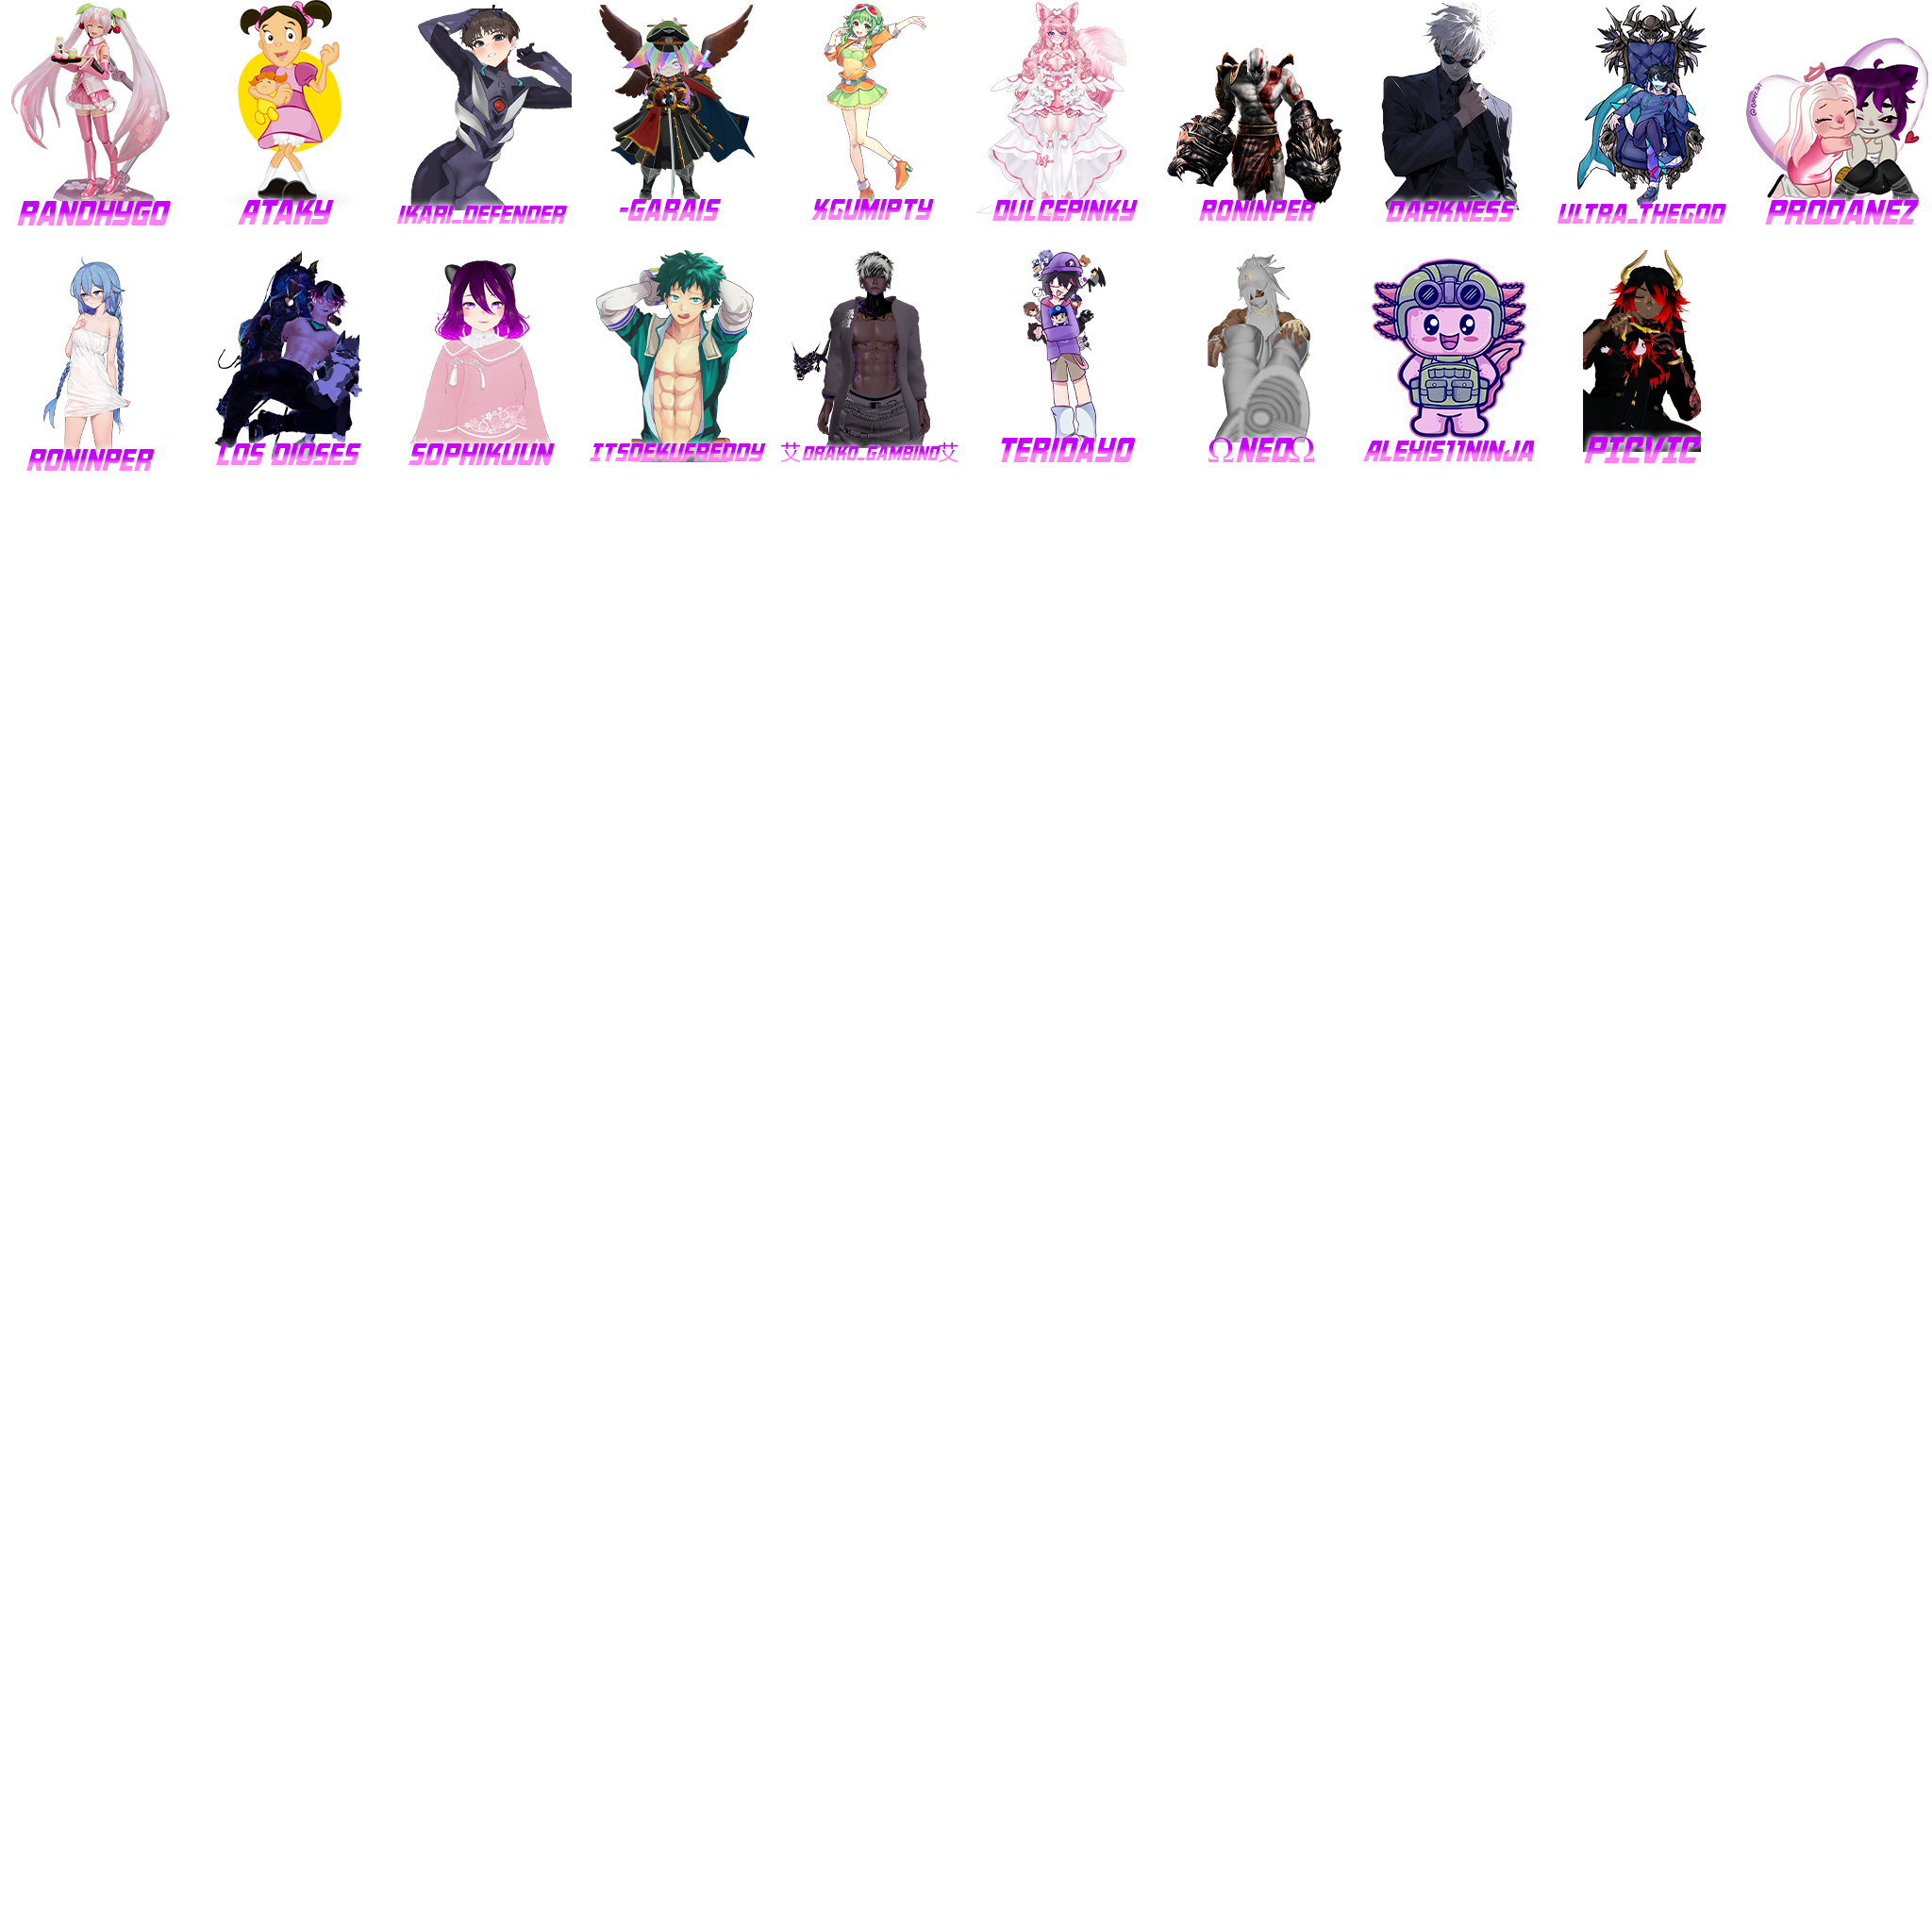 RANDHYGO
ATAKY
IKARI_DEFENDER
-GARAIS
XGUMIPTY
DULCEPINKY
RONINPER
DARKNESS
ULTRA_THEGOD
PRODANEZ
RONINPER
LOS DIOSES
SOPHIKUUN
ITSDEKUFREDDY
艾DRAKO_GAMBINO艾
TERIDAYO
Ω NEOΩ
ALEXIS11NINJA
PICVIC